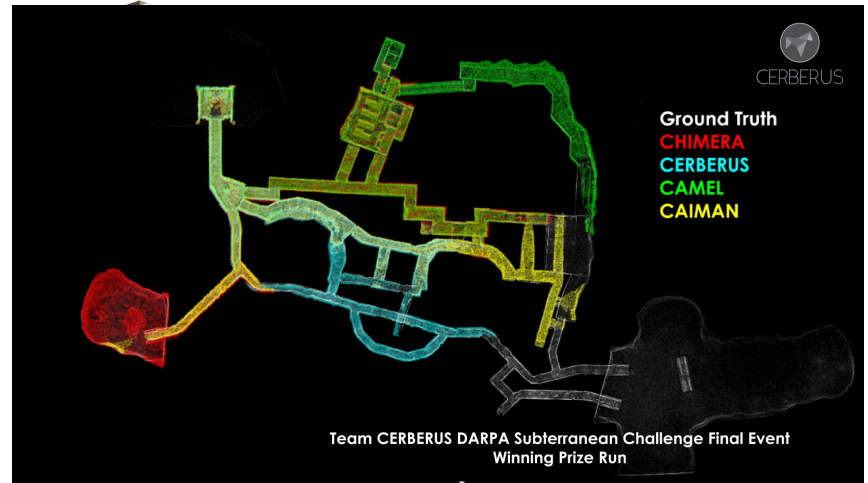 CERBERUS
Ground Truth
CHIMERA
CERBERUS
CAMEL
CAIMAN
Team CERBERUS DARPA Subterranean Challenge Final Event
Winning Prize Run